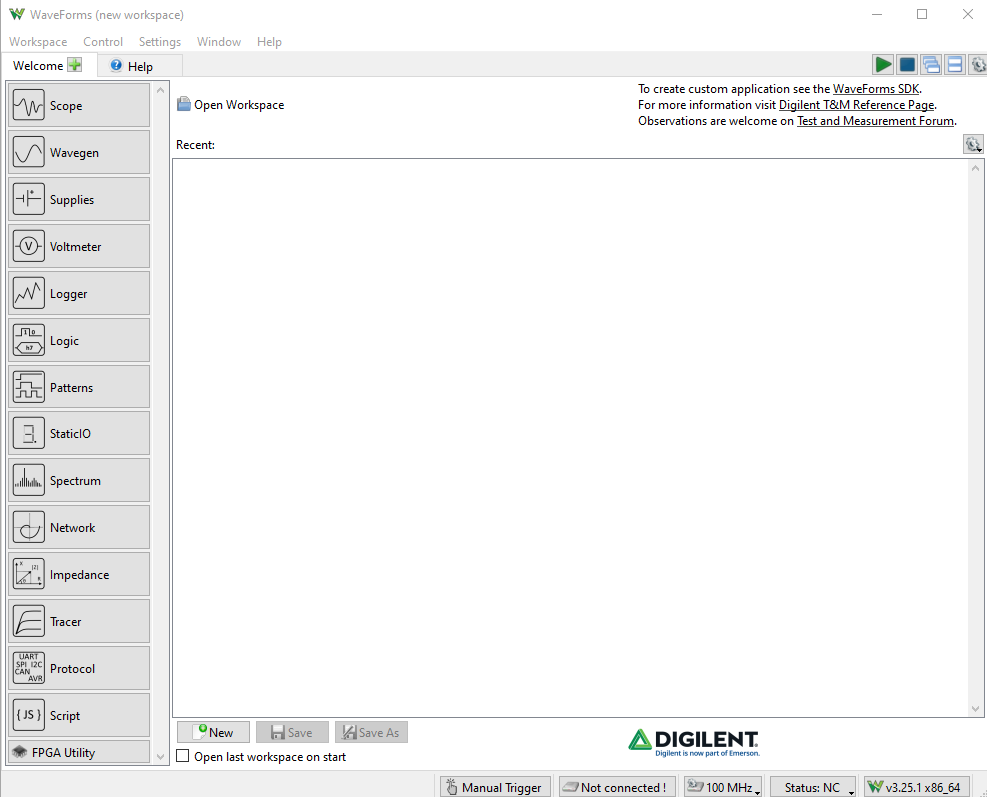 WaveForms (new workspace)
Workspace Control Settings Window Help
Welcome Help
Scope
Wavegen
Supplies
V
Voltmeter
Logger
h7
Logic
Patterns
StaticIO
Spectrum
Network
X |Z| R
Impedance
Tracer
UART
SPI I2C
CAN
AVR
Protocol
{ JS }
Script
FPGA Utility
Open Workspace
To create custom application see the WaveForms SDK.
For more information visit Digilent T&M Reference Page.
Observations are welcome on Test and Measurement Forum.
Recent:
New Save Save As
Open last workspace on start
DIGILENT.
Digilent is now part of Emerson.
Manual Trigger Not connected ! 100 MHz Status: NC v3.25.1 x86_64